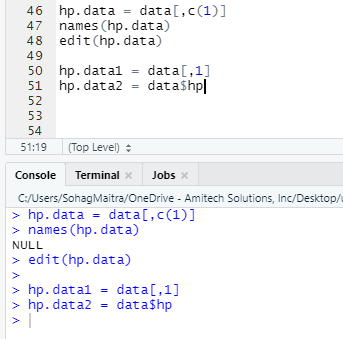 46 hp.data = data[,c(1)]
47 names(hp.data)
48 edit(hp.data)
49
50 hp.data1 = data[,1]
51 hp.data2 = data$hp
52
53
54
51:19 (Top Level)
Console Terminal × Jobs ×
C:/Users/SohagMaitra/OneDrive - Amitech Solutions, Inc/Desktop/
> hp.data = data[,c(1)]
> names(hp.data)
NULL
> edit(hp.data)
>
> hp.data1 = data[,1]
> hp.data2 = data$hp
>